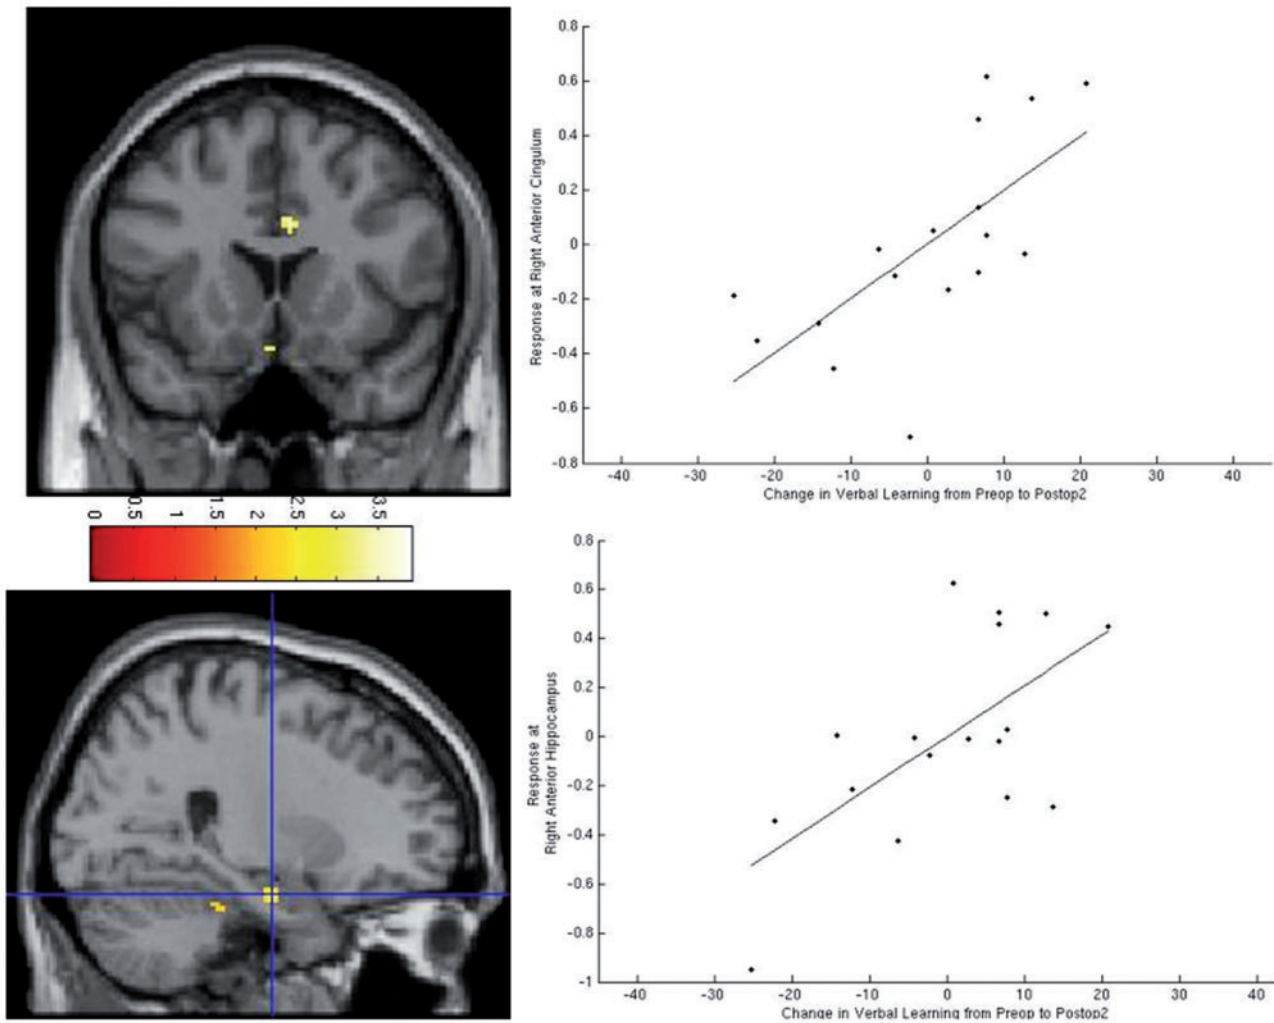 0.8
0.6
0.4
0.2
0
-0.2
-0.4
-0.6
-0.8
Response at Right Anterior Cingulum
-40 -30 -20 -10 0 10 20 30 40
Change in Verbal Learning from Preop to Postop2
0 0.5 1 1.5 2 2.5 3 3.5
0.8
0.6
0.4
0.2
0
-0.2
-0.4
-0.6
-0.8
-1
Response at
Right Anterior Hippocampus
-40 -30 -20 -10 0 10 20 30 40
Change in Verbal Learning from Preop to Postop2